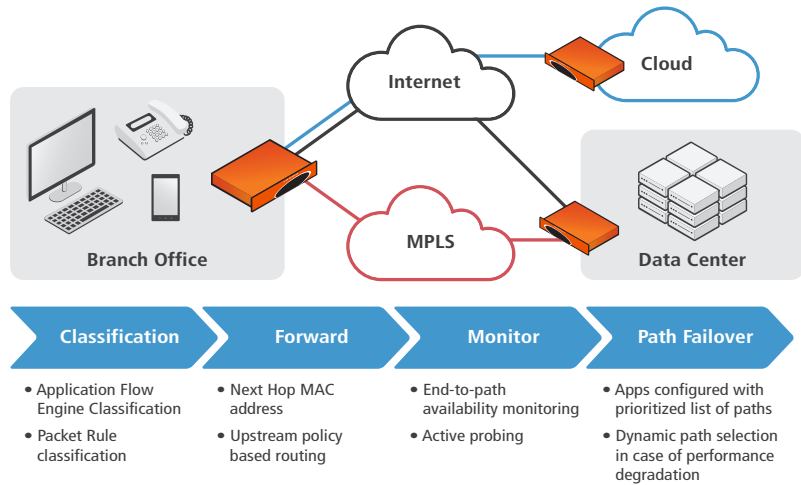 Internet
Cloud
MPLS
Branch Office
Data Center
Classification
Forward
Monitor
Path Failover
• Application Flow
Engine Classification
• Packet Rule
classification
• Next Hop MAC
address
• Upstream policy
based routing
• End-to-path
availability monitoring
• Active probing
• Apps configured with
prioritized list of paths
• Dynamic path selection
in case of performance
degradation